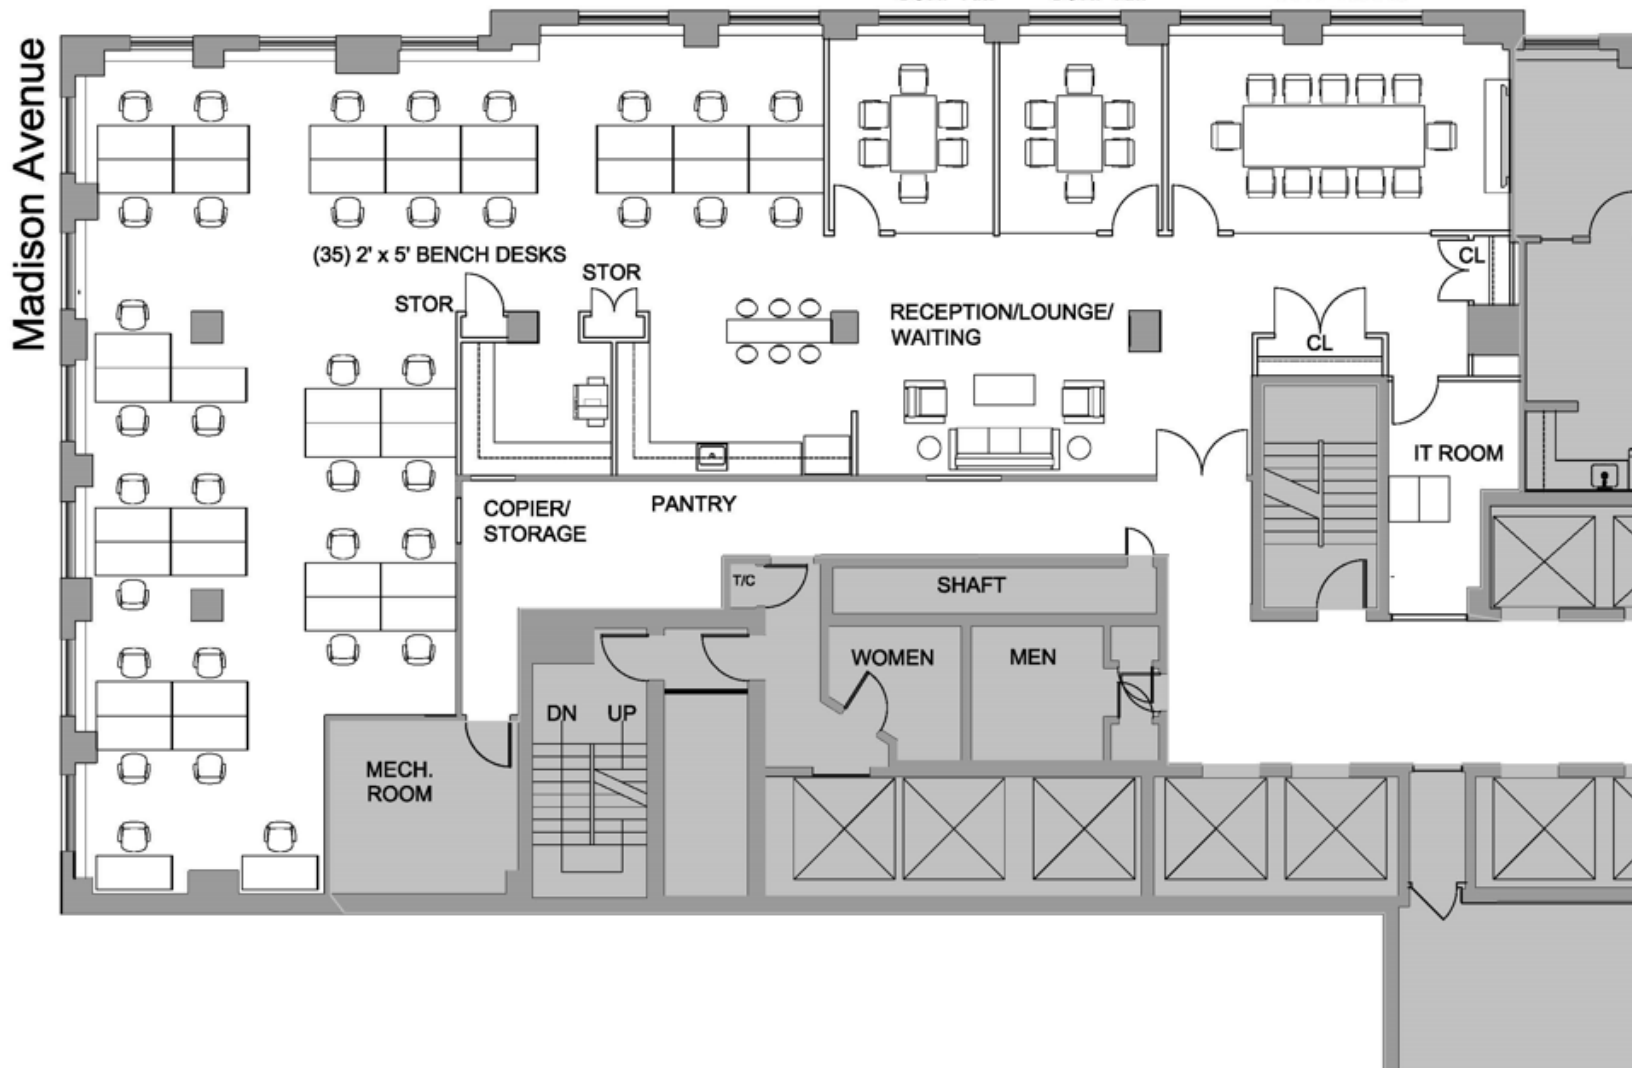 Madison Avenue
(35) 2' x 5' BENCH DESKS
STOR
STOR
RECEPTION/LOUNGE/
WAITING
CL
CL
IT ROOM
COPIER/
STORAGE
PANTRY
T/C
SHAFT
WOMEN
MEN
DN
UP
MECH.
ROOM